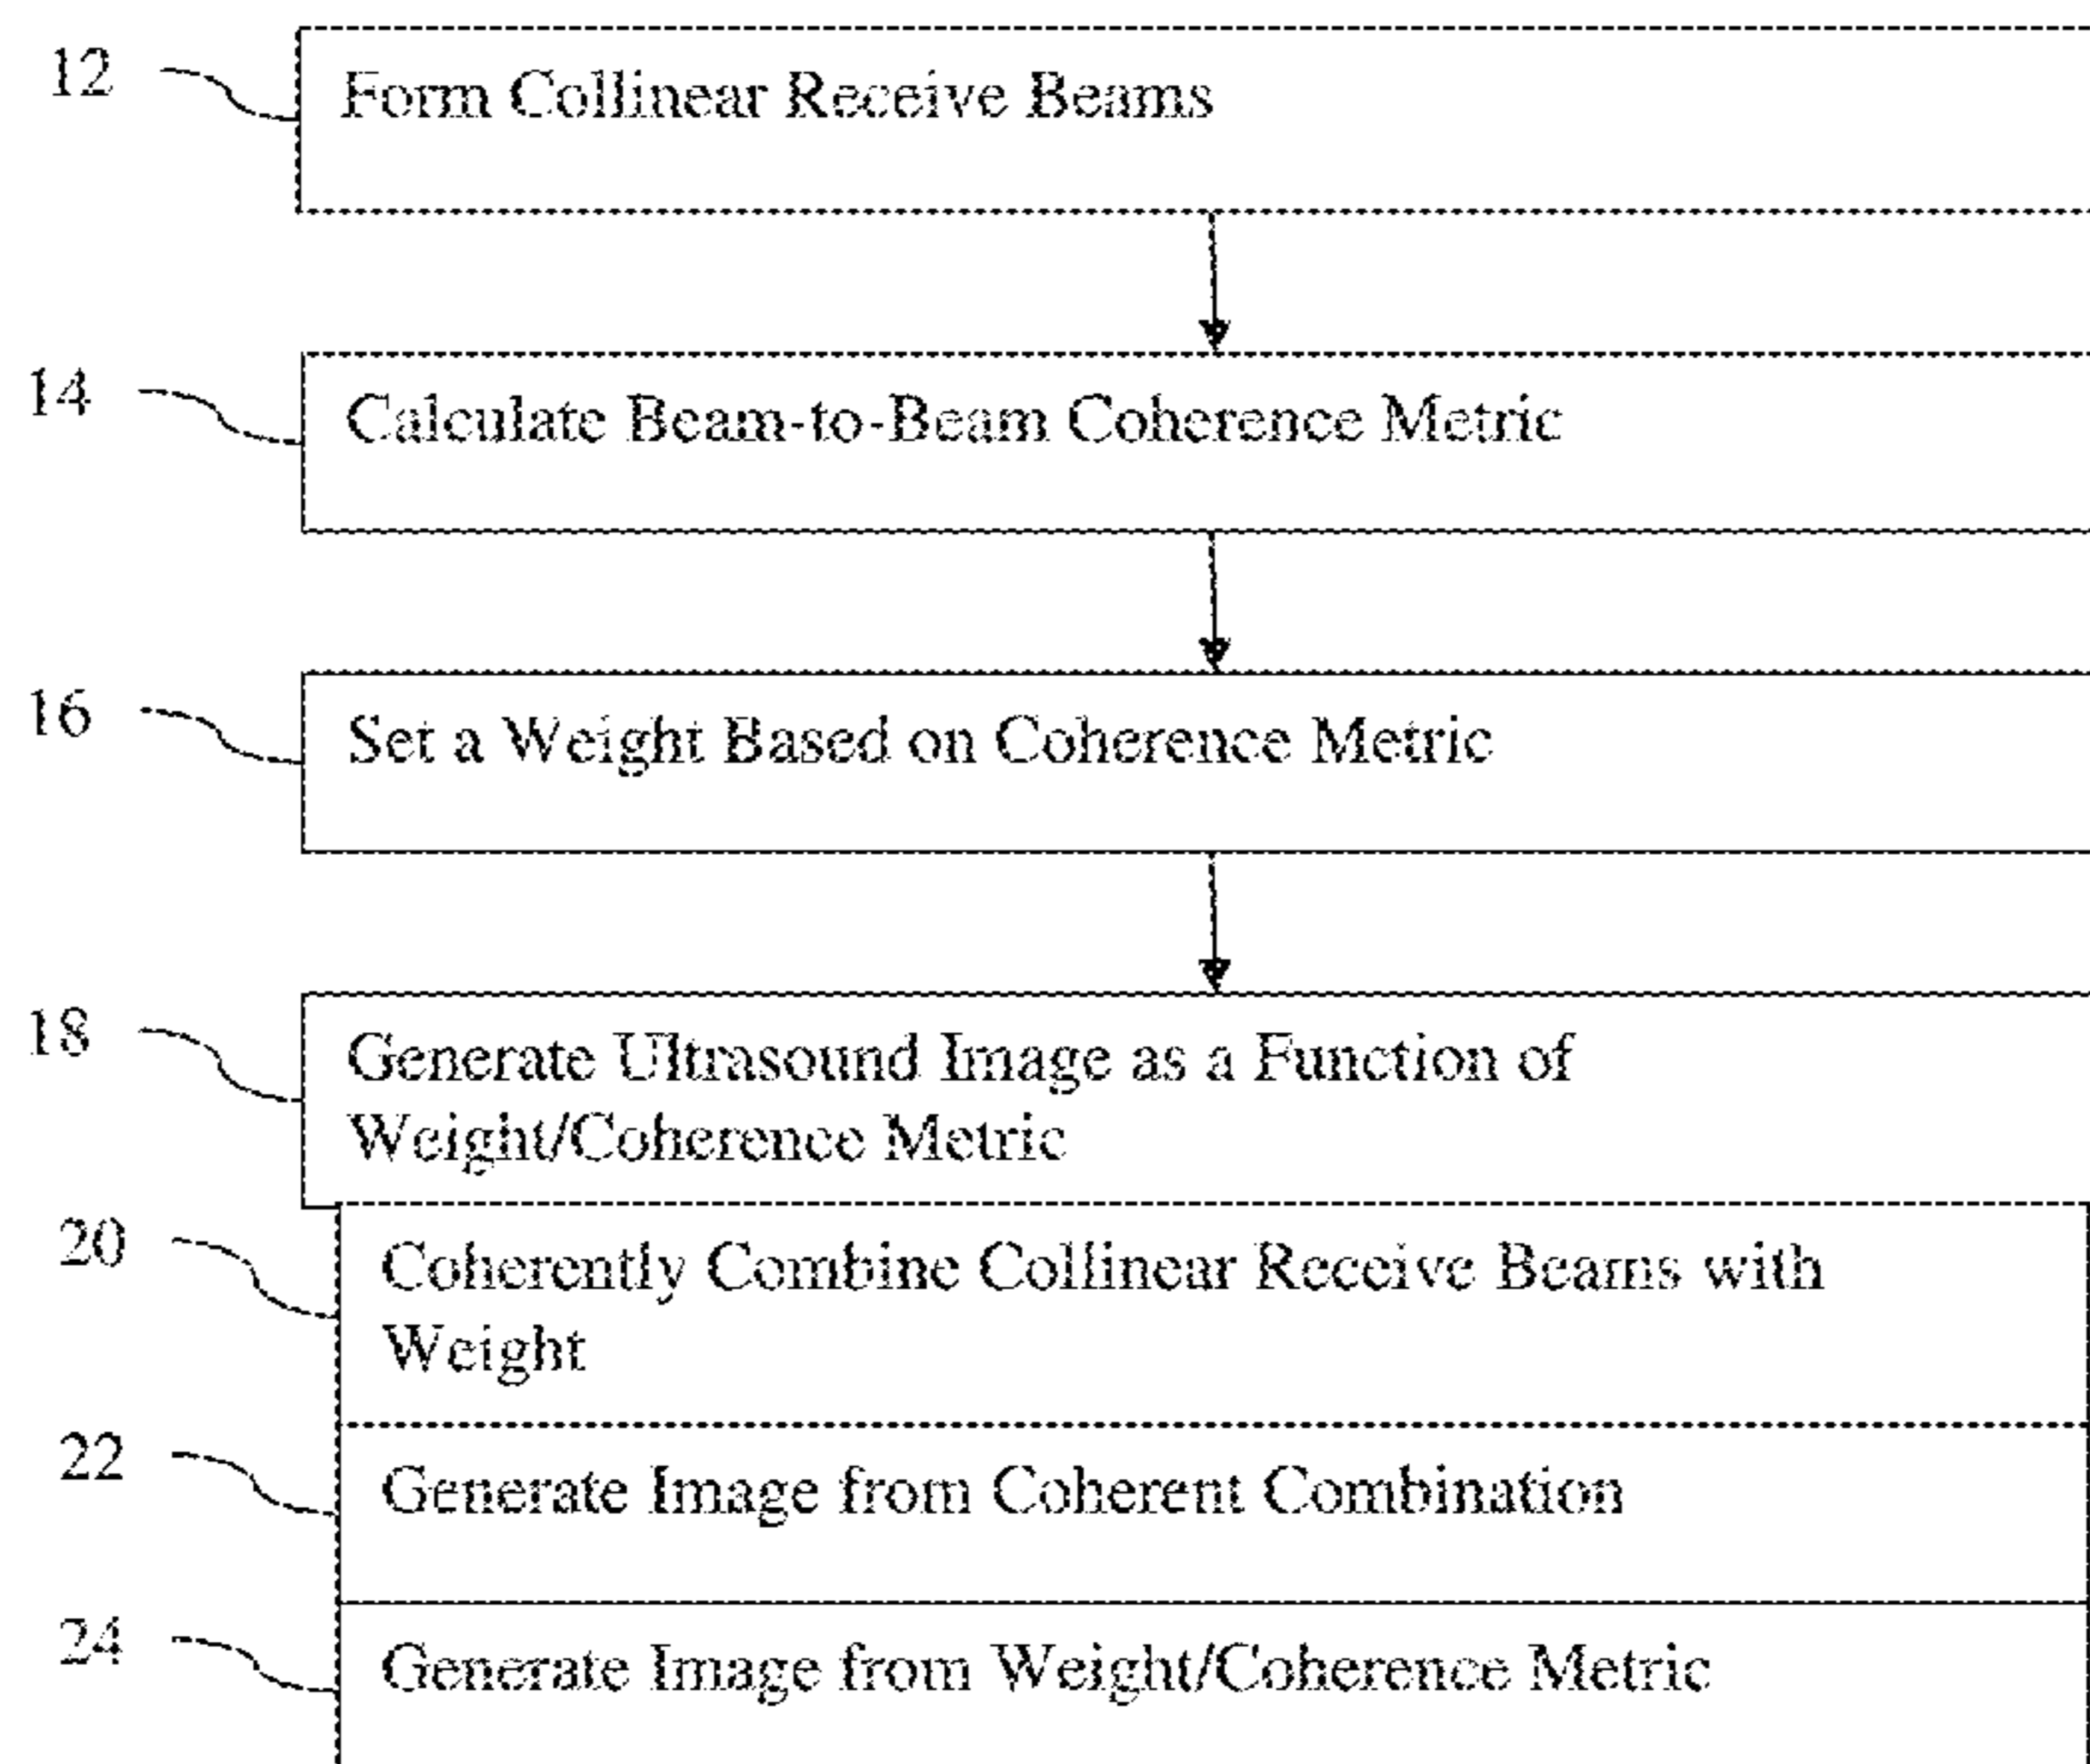 12
Form Collinear Receive Beams
14
Calculate Beam-to-Beam Coherence Metric
16
Set a Weight Based on Coherence Metric
18
Generate Ultrasound Image as a Function of
Weight/Coherence Metric
20
Coherently Combine Collinear Receive Beams with
Weight
22
Generate Image from Coherent Combination
24
Generate Image from Weight/Coherence Metric